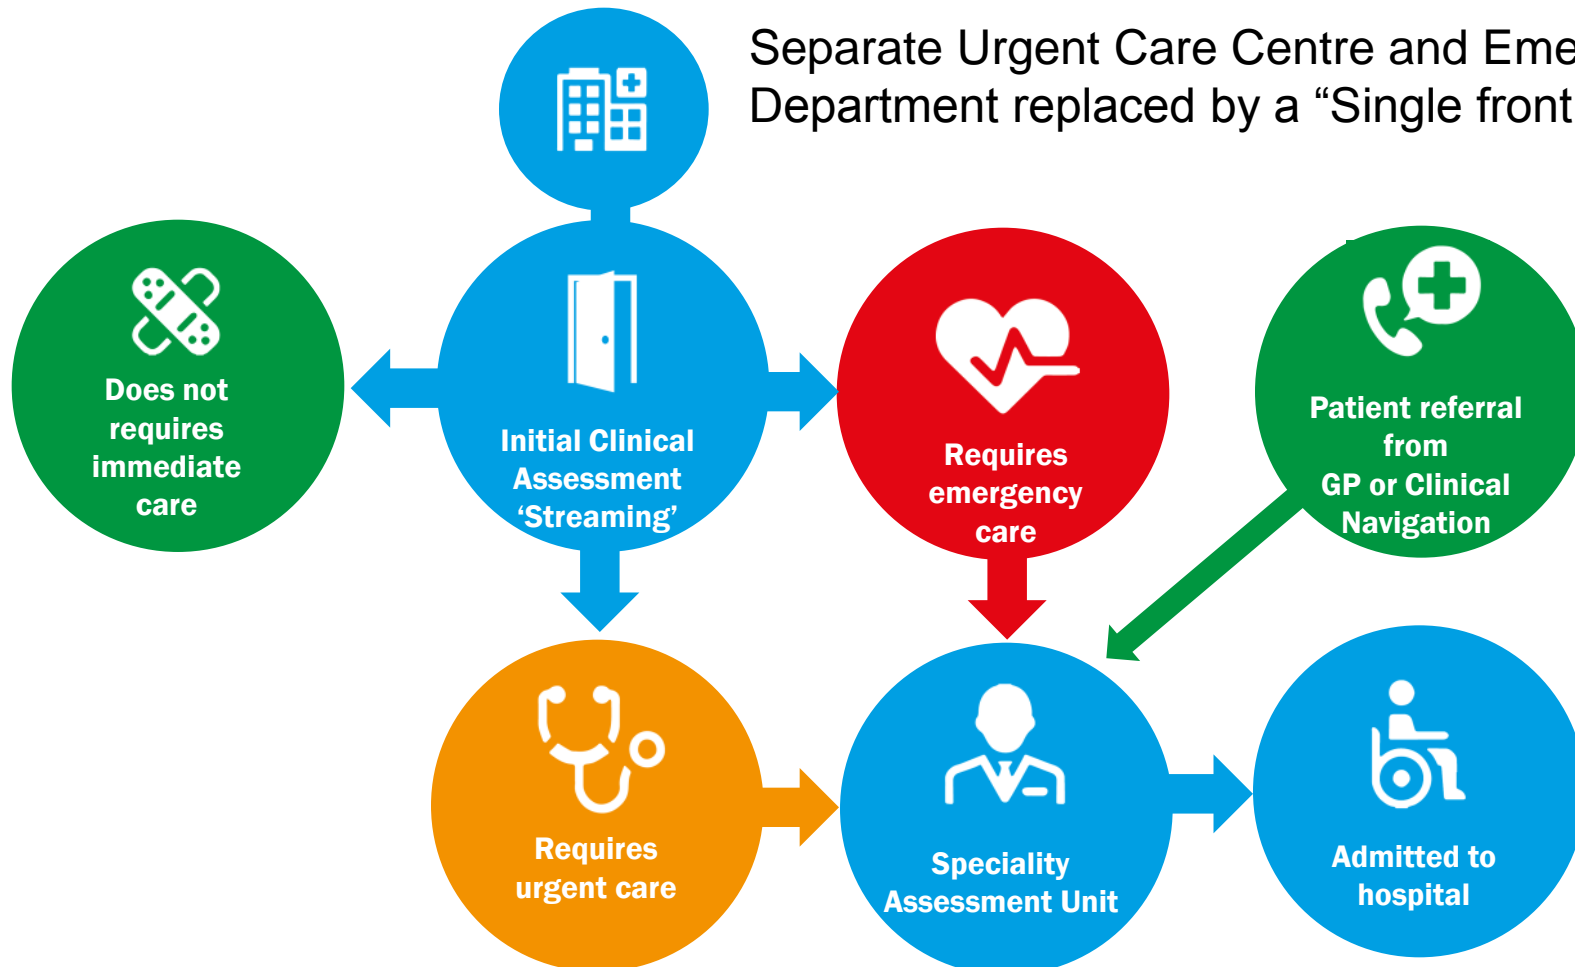 Separate Urgent Care Centre and Eme
Department replaced by a “Single front
Does not
requires
immediate
care
Initial Clinical
Assessment
‘Streaming’
Requires
emergency
care
Patient referral
from
GP or Clinical
Navigation
Requires
urgent care
Speciality
Assessment Unit
Admitted to
hospital